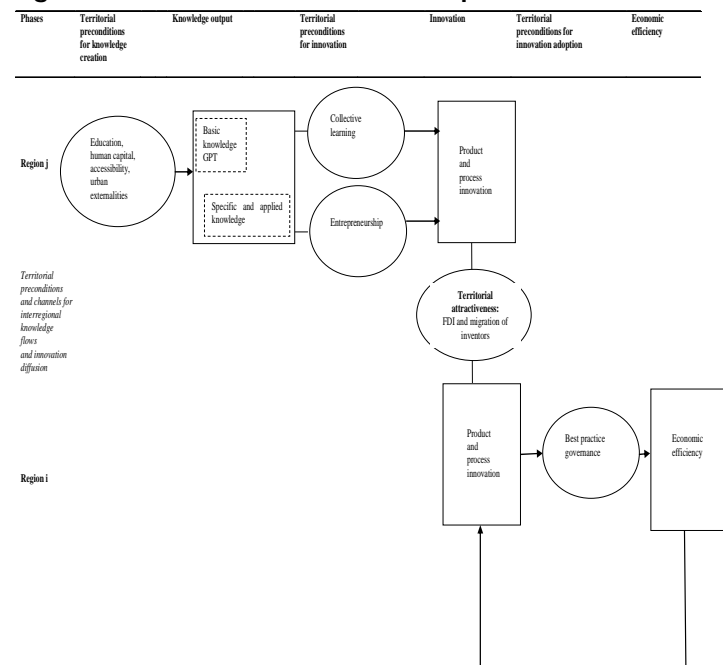 Phases
Territorial
preconditions
for knowledge
creation
Knowledge output
Territorial
preconditions
for innovation
Innovation
Territorial
preconditions for
innovation adoption
Economic
efficiency
Region j
Education,
human capital,
accessibility,
urban
externalities
Basic
knowledge
GPT
Specific and applied
knowledge
Collective
learning
Entrepreneurship
Product
and
process
innovation
Territorial
preconditions
and channels for
interregional
knowledge
flows
and innovation
diffusion
Territorial
attractiveness:
FDI and migration of
inventors
Region i
Product
and
process
innovation
Best practice
governance
Economic
efficiency